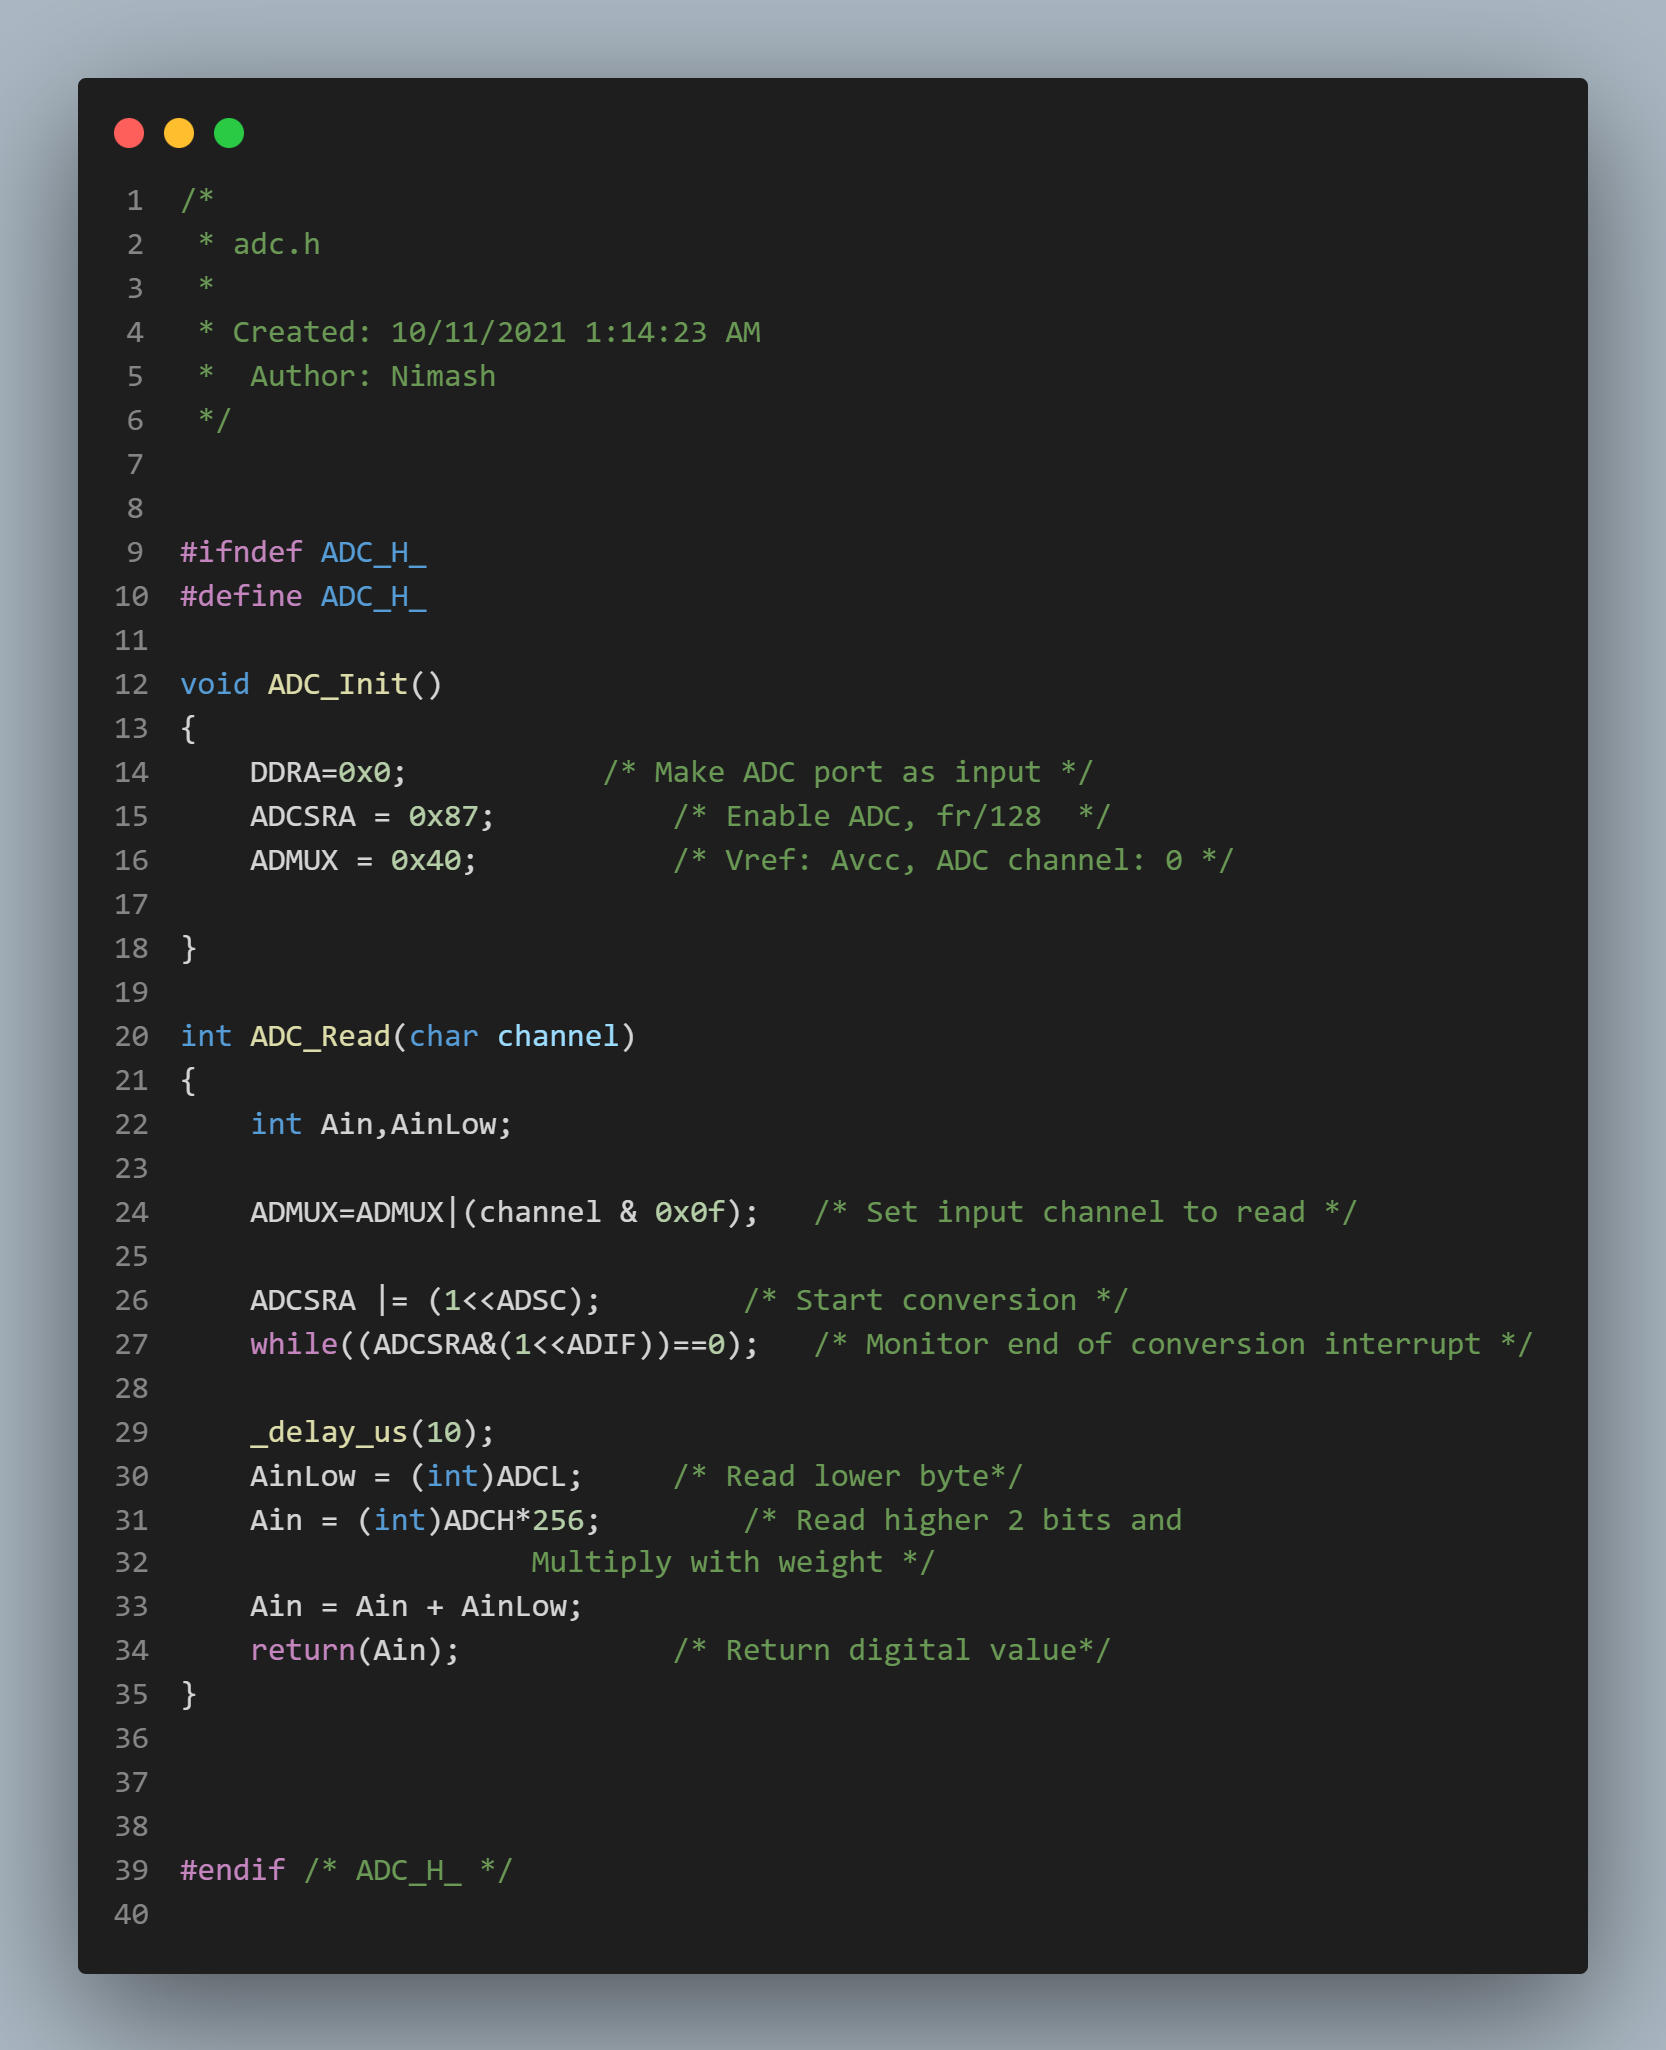 1 /*
2  * adc.h
3  *
4  * Created: 10/11/2021 1:14:23 AM
5  *  Author: Nimash
6  */
7
8
9 #ifndef ADC_H_
10 #define ADC_H_
11
12 void ADC_Init()
13 {
14     DDRA=0x0;           /* Make ADC port as input */
15     ADCSRA = 0x87;          /* Enable ADC, fr/128  */
16     ADMUX = 0x40;           /* Vref: Avcc, ADC channel: 0 */
17
18 }
19
20 int ADC_Read(char channel)
21 {
22     int Ain,AinLow;
23
24     ADMUX=ADMUX|(channel & 0x0f);   /* Set input channel to read */
25
26     ADCSRA |= (1<<ADSC);        /* Start conversion */
27     while((ADCSRA&(1<<ADIF))==0);   /* Monitor end of conversion interrupt */
28
29     _delay_us(10);
30     AinLow = (int)ADCL;     /* Read lower byte*/
31     Ain = (int)ADCH*256;        /* Read higher 2 bits and
32                     Multiply with weight */
33     Ain = Ain + AinLow;
34     return(Ain);            /* Return digital value*/
35 }
36
37
38
39 #endif /* ADC_H_ */
40